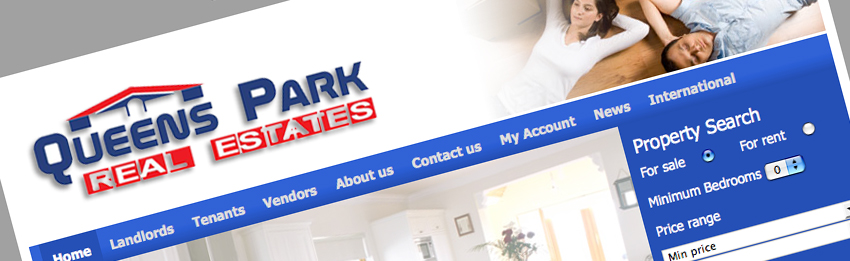 QUEENS PARK
REAL ESTATES
Home Landlords Tenants Vendors About us Contact us My Account News International
Property Search
For sale For rent
Minimum Bedrooms 0
Price range
Min price